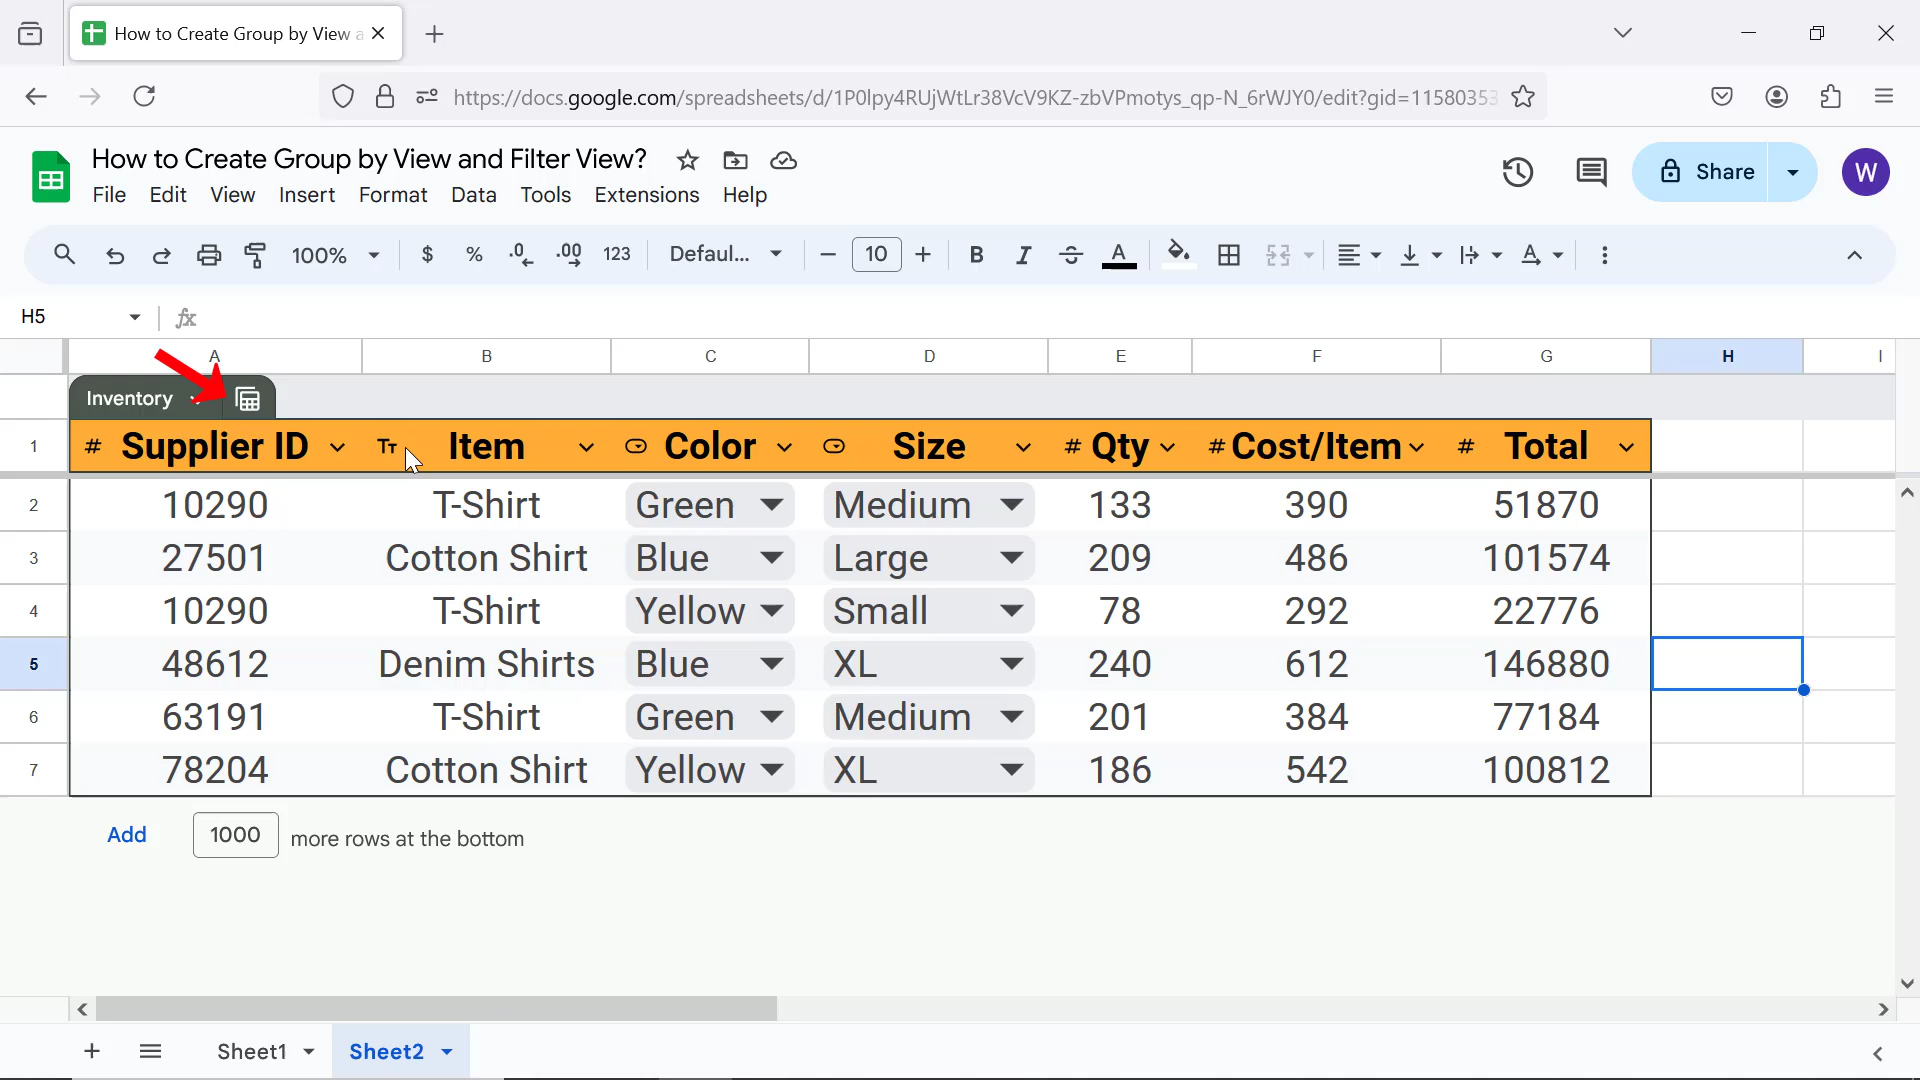 How to Create Group by View a
https://docs.google.com/spreadsheets/d/1P0lpy4RUjWtLr38VcV9KZ-zbVPmotys_qp-N_6rWJY0/edit?gid=11580353
How to Create Group by View and Filter View?
File Edit View Insert Format Data Tools Extensions Help
Share
W
100% $ % .0 .00 123 Defaul... 10 B I S A
H5 fx
A B C D E F G H I
Inventory
1 # Supplier ID Tт Item Color Size # Qty # Cost/Item # Total
2 10290 T-Shirt Green Medium 133 390 51870
3 27501 Cotton Shirt Blue Large 209 486 101574
4 10290 T-Shirt Yellow Small 78 292 22776
5 48612 Denim Shirts Blue XL 240 612 146880
6 63191 T-Shirt Green Medium 201 384 77184
7 78204 Cotton Shirt Yellow XL 186 542 100812
Add 1000 more rows at the bottom
Sheet1 Sheet2